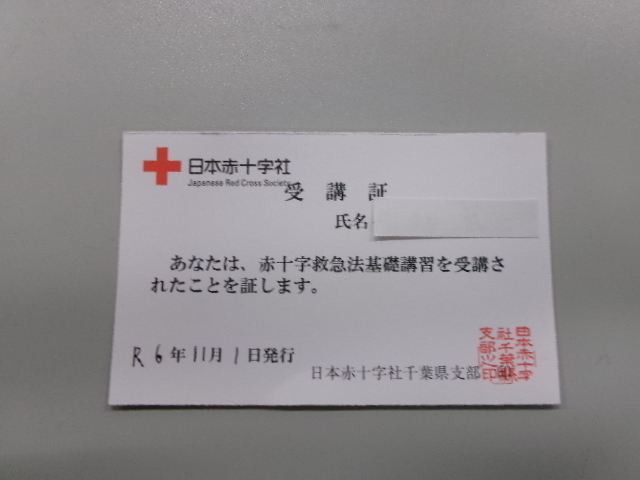 日本赤十字社
Japanese Red Cross Society
受講証
氏名
あなたは、赤十字救急法基礎講習を受講さ
れたことを証します。
R6年11月1日発行
日本赤十字社千葉県支部
日本赤十字
社千葉県
支部之印